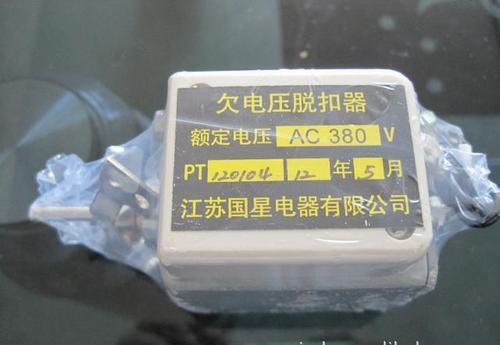 欠电压脱扣器
额定电压 AC 380 V
PT 120104 12 年 5 月
江苏国星电器有限公司